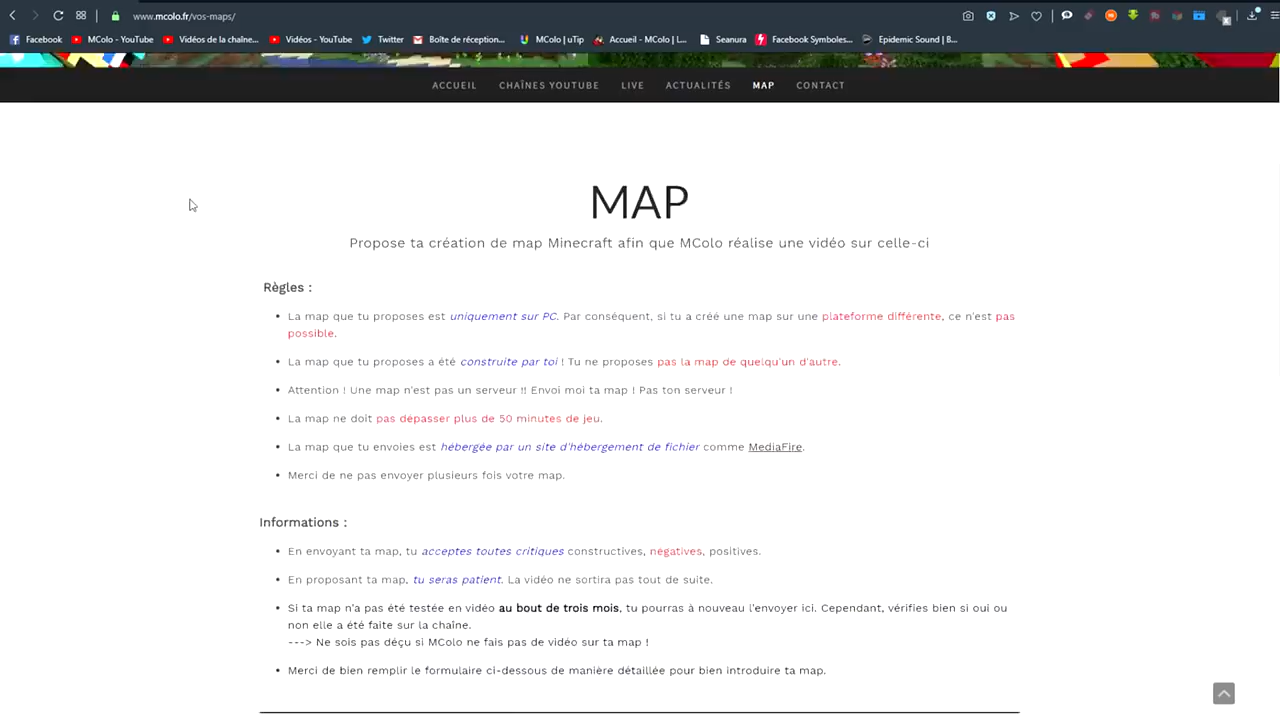 www.mcolo.fr/vos-maps/
Facebook MColo - YouTube Vidéos de la chaîne... Vidéos - YouTube Twitter Boîte de réception... MColo | uTip Accueil - MColo | L... Seanura Facebook Symboles... Epidemic Sound | B...
ACCUEIL CHAÎNES YOUTUBE LIVE ACTUALITÉS MAP CONTACT
MAP
Propose ta création de map Minecraft afin que MColo réalise une vidéo sur celle-ci
Règles :
• La map que tu proposes est uniquement sur PC. Par conséquent, si tu a créé une map sur une plateforme différente, ce n'est pas
possible.
• La map que tu proposes a été construite par toi ! Tu ne proposes pas la map de quelqu'un d'autre.
• Attention ! Une map n'est pas un serveur !! Envoi moi ta map ! Pas ton serveur !
• La map ne doit pas dépasser plus de 50 minutes de jeu.
• La map que tu envoies est hébergée par un site d'hébergement de fichier comme MediaFire.
• Merci de ne pas envoyer plusieurs fois votre map.
Informations :
• En envoyant ta map, tu acceptes toutes critiques constructives, négatives, positives.
• En proposant ta map, tu seras patient. La vidéo ne sortira pas tout de suite.
• Si ta map n'a pas été testée en vidéo au bout de trois mois, tu pourras à nouveau l'envoyer ici. Cependant, vérifies bien si oui ou
non elle a été faite sur la chaîne.
---> Ne sois pas déçu si MColo ne fais pas de vidéo sur ta map !
• Merci de bien remplir le formulaire ci-dessous de manière détaillée pour bien introduire ta map.